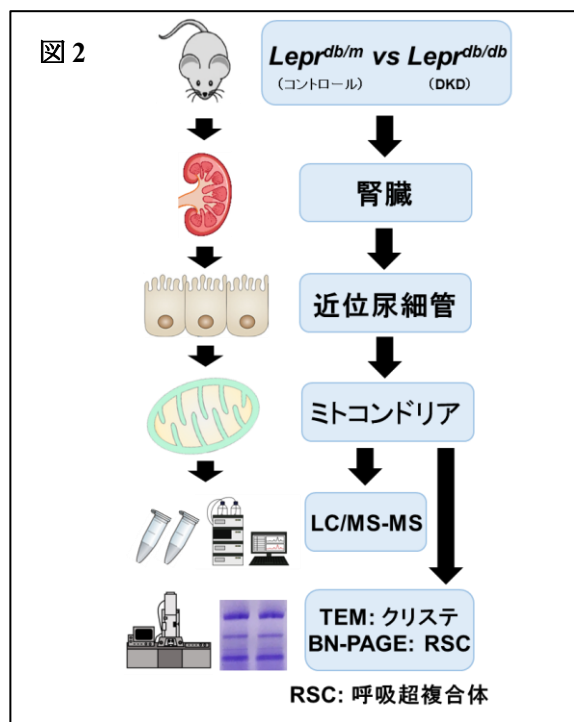 図 2
Lepr^db/m vs Lepr^db/db
(コントロール) (DKD)
腎臓
近位尿細管
ミトコンドリア
LC/MS-MS
TEM: クリステ
BN-PAGE: RSC
RSC: 呼吸超複合体